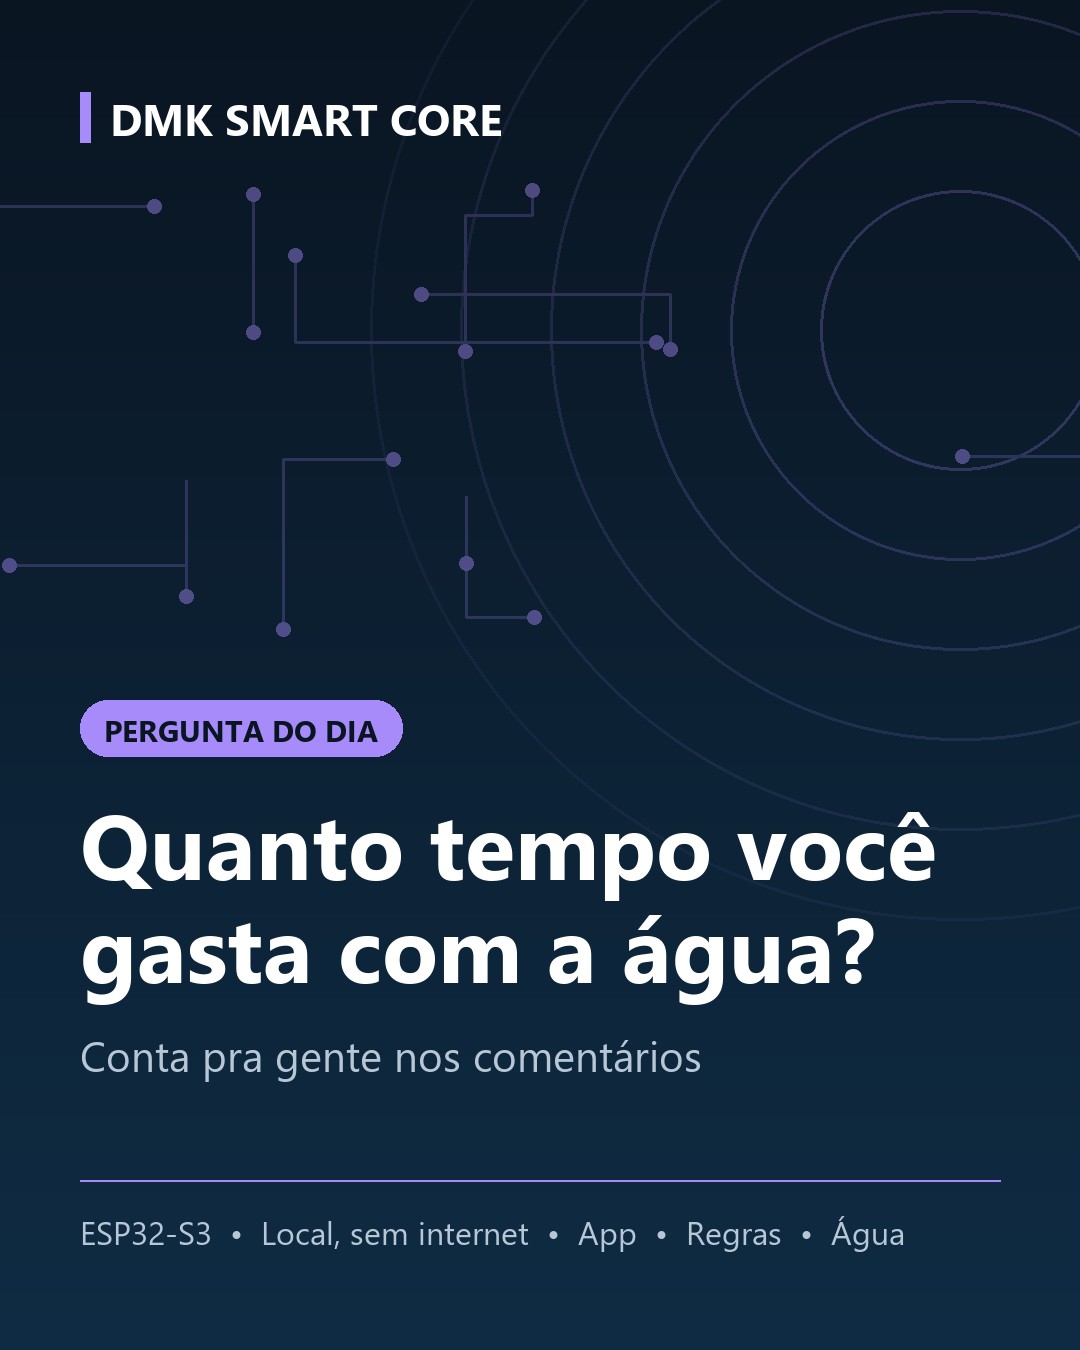 DMK SMART CORE
PERGUNTA DO DIA
Quanto tempo você
gasta com a água?
Conta pra gente nos comentários
ESP32-S3 • Local, sem internet • App • Regras • Água